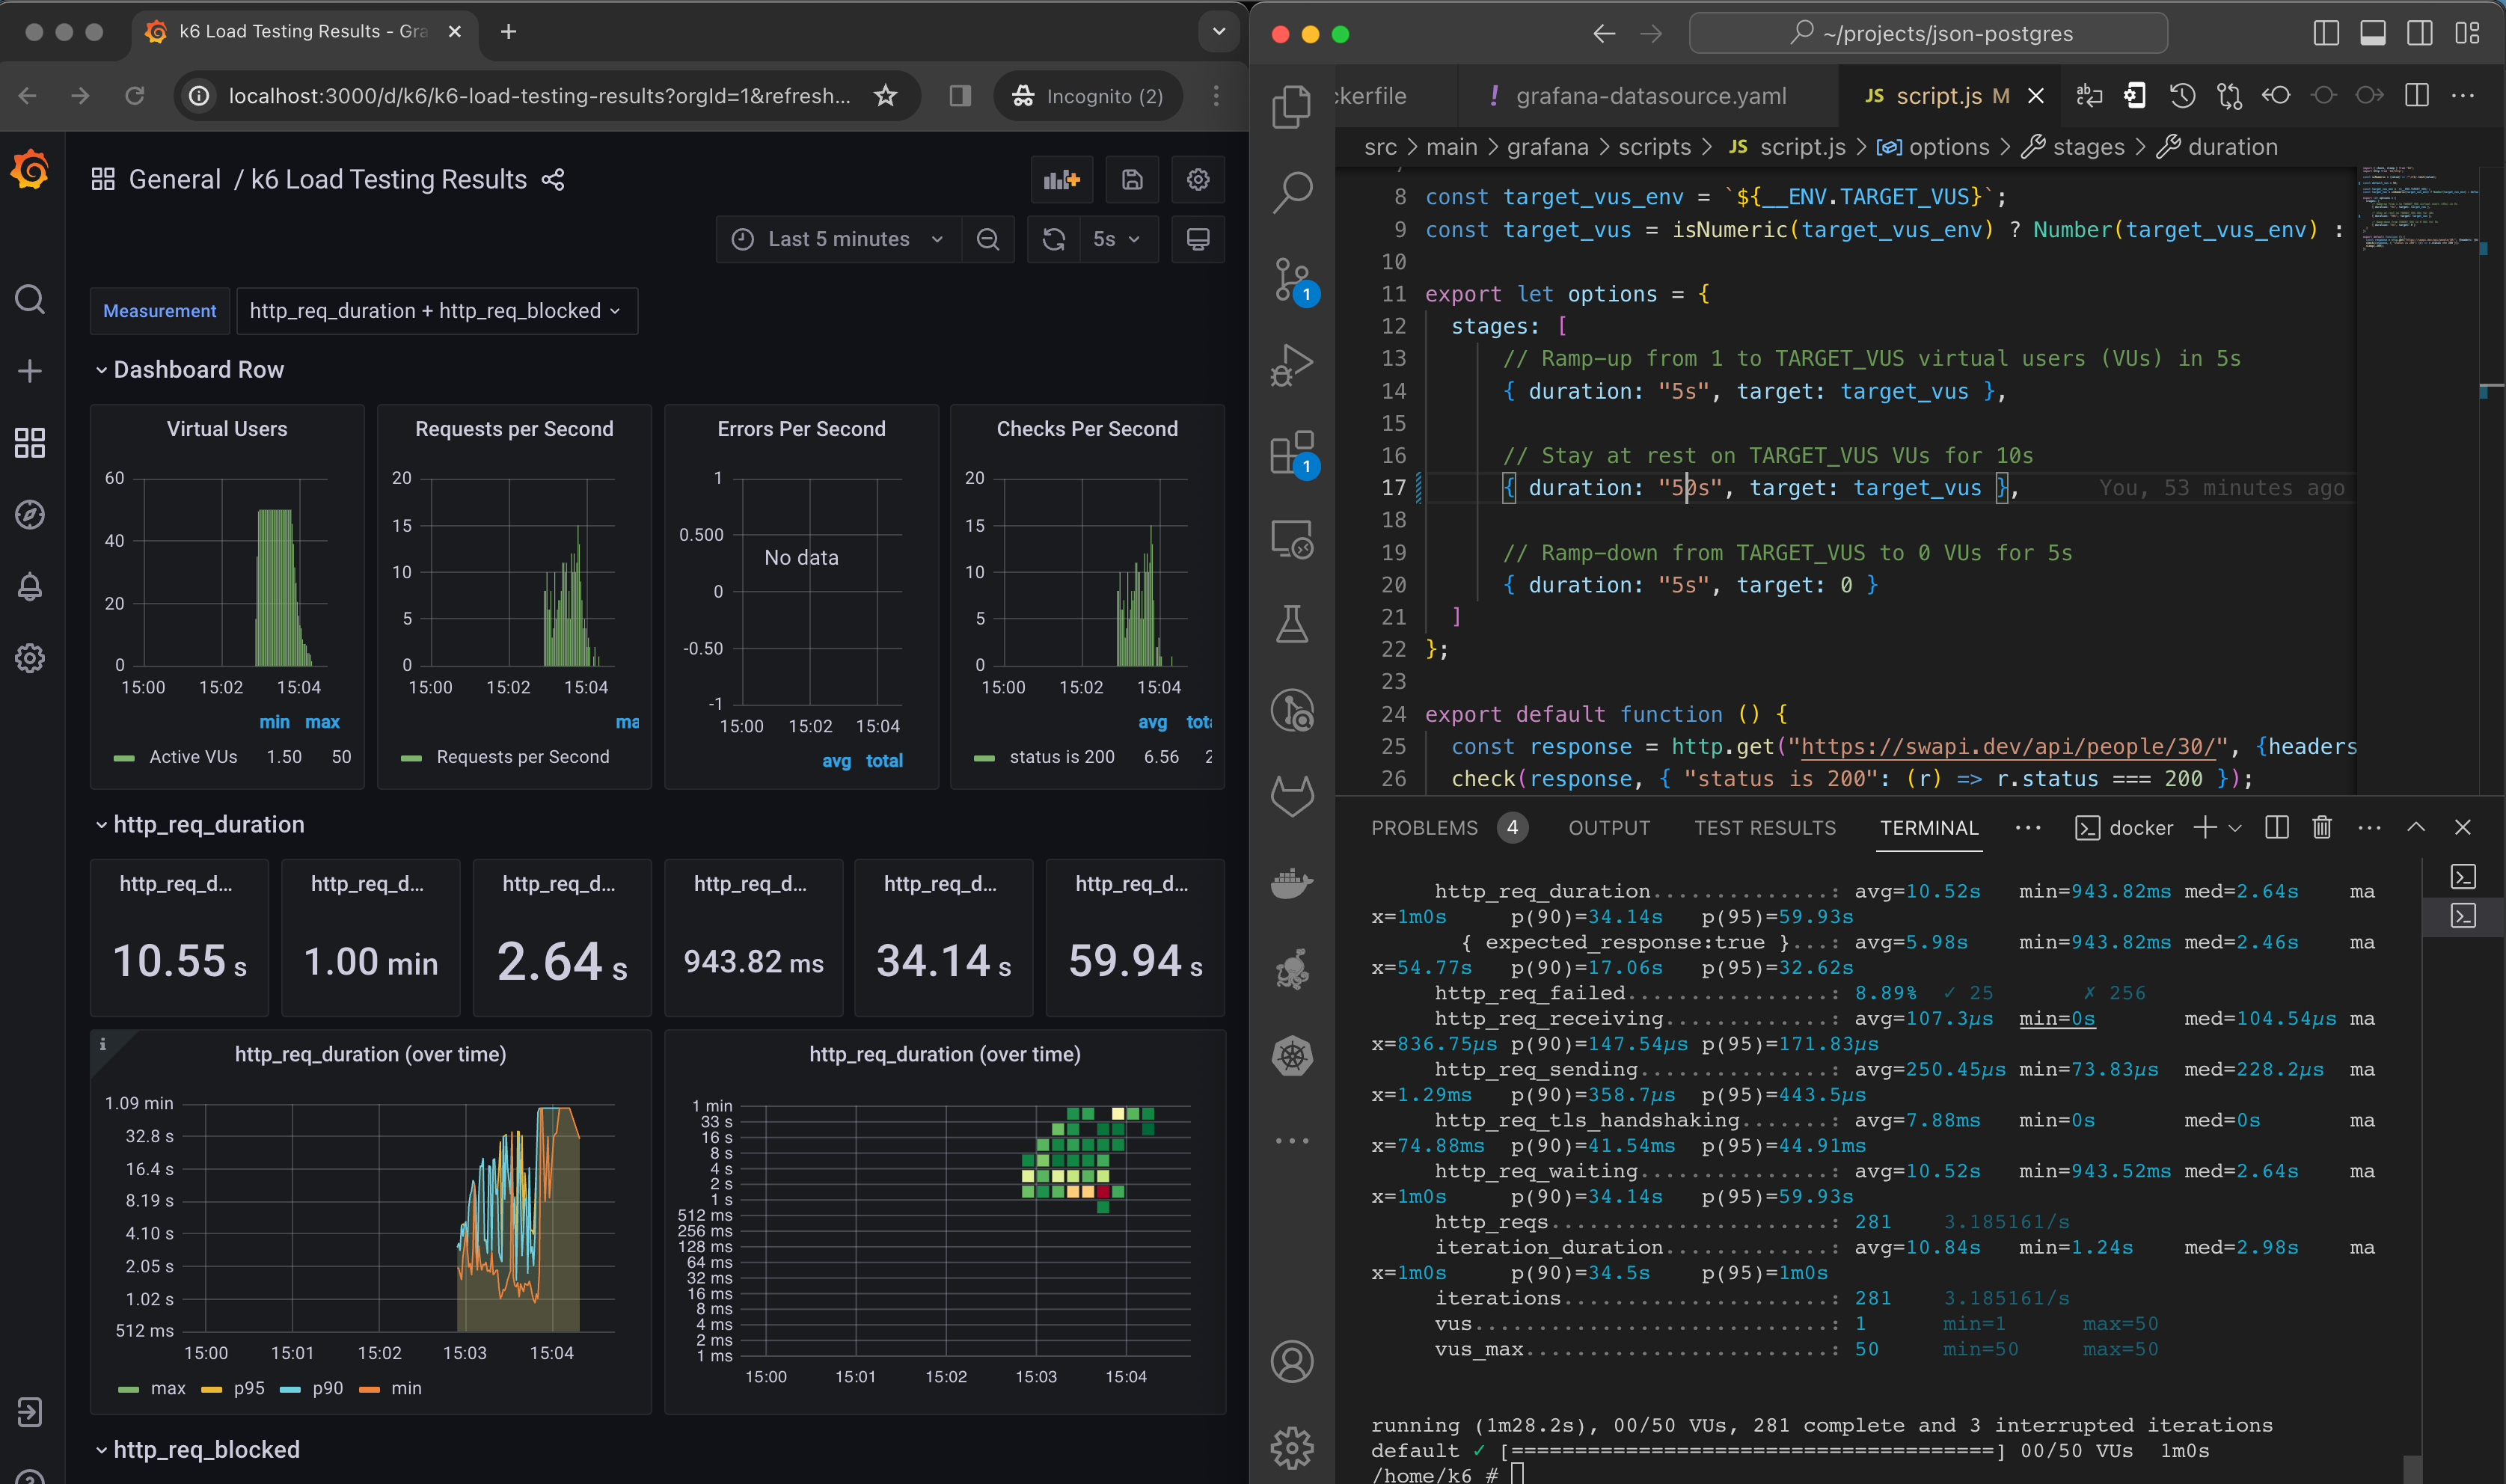 k6 Load Testing Results - Gra
localhost:3000/d/k6/k6-load-testing-results?orgId=1&refresh...
Incognito (2)
General / k6 Load Testing Results
Last 5 minutes
5s
Measurement
http_req_duration + http_req_blocked
Dashboard Row
Virtual Users
60
40
20
0
15:00 15:02 15:04
min max
Active VUs 1.50 50
Requests per Second
20
15
10
5
0
15:00 15:02 15:04
ma
Requests per Second
Errors Per Second
1
0.500
0
-0.50
-1
No data
15:00 15:02 15:04
avg total
Checks Per Second
20
15
10
5
0
15:00 15:02 15:04
avg tota
status is 200 6.56 2
http_req_duration
http_req_d... http_req_d... http_req_d... http_req_d... http_req_d... http_req_d...
10.55 s 1.00 min 2.64 s 943.82 ms 34.14 s 59.94 s
http_req_duration (over time)
1.09 min
32.8 s
16.4 s
8.19 s
4.10 s
2.05 s
1.02 s
512 ms
15:00 15:01 15:02 15:03 15:04
max p95 p90 min
http_req_duration (over time)
1 min
33 s
16 s
8 s
4 s
2 s
1 s
512 ms
256 ms
128 ms
64 ms
32 ms
16 ms
8 ms
4 ms
2 ms
1 ms
15:00 15:01 15:02 15:03 15:04
http_req_blocked
~/projects/json-postgres
ckerfile
! grafana-datasource.yaml
JS script.js M
src > main > grafana > scripts > JS script.js > options > stages > duration
8 const target_vus_env = `${__ENV.TARGET_VUS}`;
9 const target_vus = isNumeric(target_vus_env) ? Number(target_vus_env) :
10
11 export let options = {
12 stages: [
13 // Ramp-up from 1 to TARGET_VUS virtual users (VUs) in 5s
14 { duration: "5s", target: target_vus },
15
16 // Stay at rest on TARGET_VUS VUs for 10s
17 { duration: "50s", target: target_vus }, You, 53 minutes ago
18
19 // Ramp-down from TARGET_VUS to 0 VUs for 5s
20 { duration: "5s", target: 0 }
21 ]
22 };
23
24 export default function () {
25 const response = http.get("https://swapi.dev/api/people/30/", {headers
26 check(response, { "status is 200": (r) => r.status === 200 });
1
1
PROBLEMS 4 OUTPUT TEST RESULTS TERMINAL ... docker
http_req_duration..............: avg=10.52s min=943.82ms med=2.64s ma
x=1m0s p(90)=34.14s p(95)=59.93s
{ expected_response:true }...: avg=5.98s min=943.82ms med=2.46s ma
x=54.77s p(90)=17.06s p(95)=32.62s
http_req_failed................: 8.89% ✓ 25 ✗ 256
http_req_receiving.............: avg=107.3µs min=0s med=104.54µs ma
x=836.75µs p(90)=147.54µs p(95)=171.83µs
http_req_sending...............: avg=250.45µs min=73.83µs med=228.2µs ma
x=1.29ms p(90)=358.7µs p(95)=443.5µs
http_req_tls_handshaking.......: avg=7.88ms min=0s med=0s ma
x=74.88ms p(90)=41.54ms p(95)=44.91ms
http_req_waiting...............: avg=10.52s min=943.52ms med=2.64s ma
x=1m0s p(90)=34.14s p(95)=59.93s
http_reqs......................: 281 3.185161/s
iteration_duration.............: avg=10.84s min=1.24s med=2.98s ma
x=1m0s p(90)=34.5s p(95)=1m0s
iterations.....................: 281 3.185161/s
vus............................: 1 min=1 max=50
vus_max........................: 50 min=50 max=50
running (1m28.2s), 00/50 VUs, 281 complete and 3 interrupted iterations
default ✓ [======================================] 00/50 VUs 1m0s
/home/k6 #